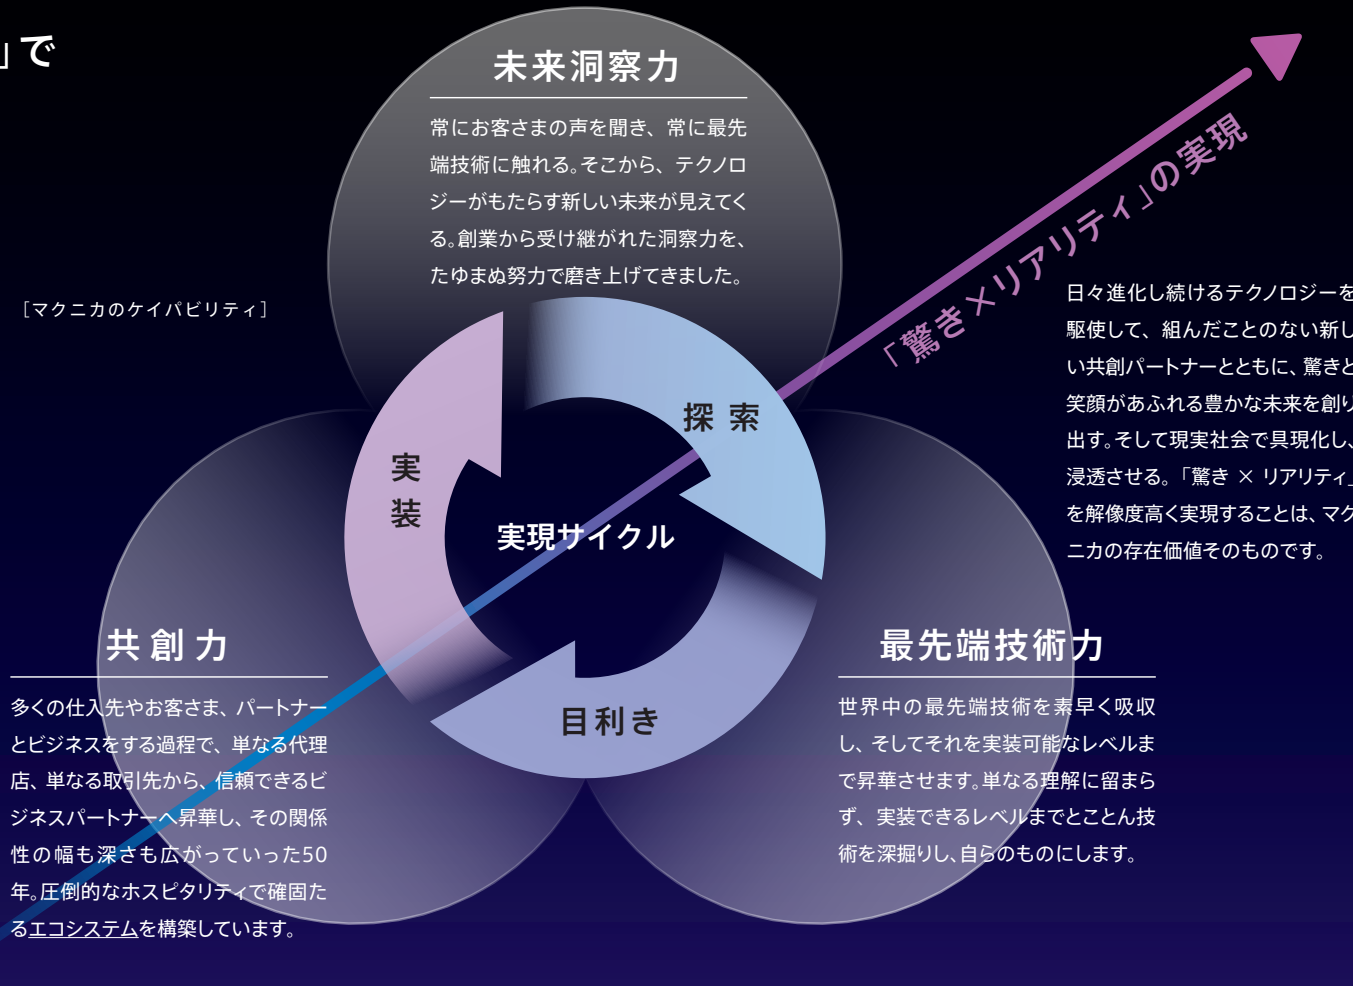 」で
未来洞察力
常にお客さまの声を聞き、常に最先
端技術に触れる。そこから、テクノロ
ジーがもたらす新しい未来が見えてく
る。創業から受け継がれた洞察力を、
たゆまぬ努力で磨き上げてきました。
［マクニカのケイパビリティ］
「驚き×リアリティ」の実現
日々進化し続けるテクノロジーを
駆使して、組んだことのない新し
い共創パートナーとともに、驚きと
笑顔があふれる豊かな未来を創り
出す。そして現実社会で具現化し、
浸透させる。「驚き × リアリティ」
を解像度高く実現することは、マク
ニカの存在価値そのものです。
探索
実装
実現サイクル
目利き
共創力
多くの仕入先やお客さま、パートナー
とビジネスをする過程で、単なる代理
店、単なる取引先から、信頼できるビ
ジネスパートナーへ昇華し、その関係
性の幅も深さも広がっていった50
年。圧倒的なホスピタリティで確固た
るエコシステムを構築しています。
最先端技術力
世界中の最先端技術を素早く吸収
し、そしてそれを実装可能なレベルま
で昇華させます。単なる理解に留まら
ず、実装できるレベルまでとことん技
術を深掘りし、自らのものにします。